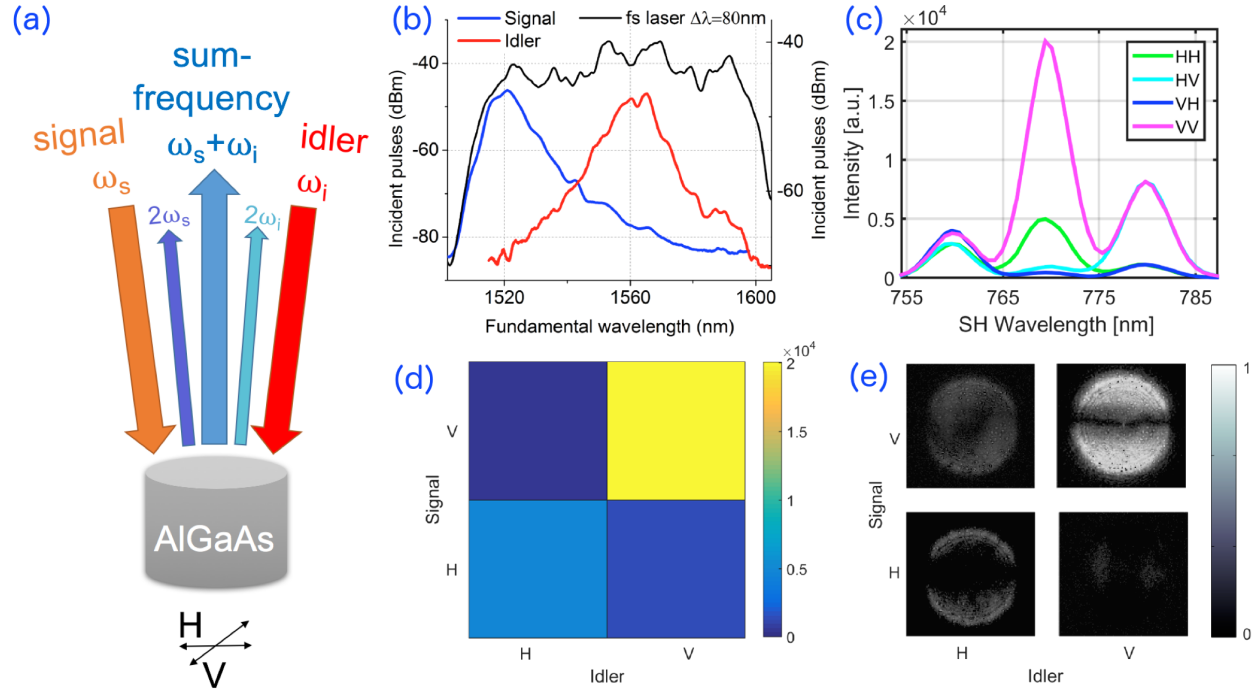 (a)
sum-
frequency
ωs+ωi
signal
ωs
idler
ωi
2ωs
2ωi
AlGaAs
H
V
(b)
Signal
Idler
fs laser Δλ=80nm
Incident pulses (dBm)
-40
-60
-80
-40
-60
Incident pulses (dBm)
1520
1560
1600
Fundamental wavelength (nm)
(c)
×10⁴
Intensity [a.u.]
2
1.5
1
0.5
0
HH
HV
VH
VV
755
765
775
785
SH Wavelength [nm]
(d)
×10⁴
2
1.5
1
0.5
0
Signal
V
H
H
V
Idler
(e)
1
0
Signal
V
H
H
V
Idler